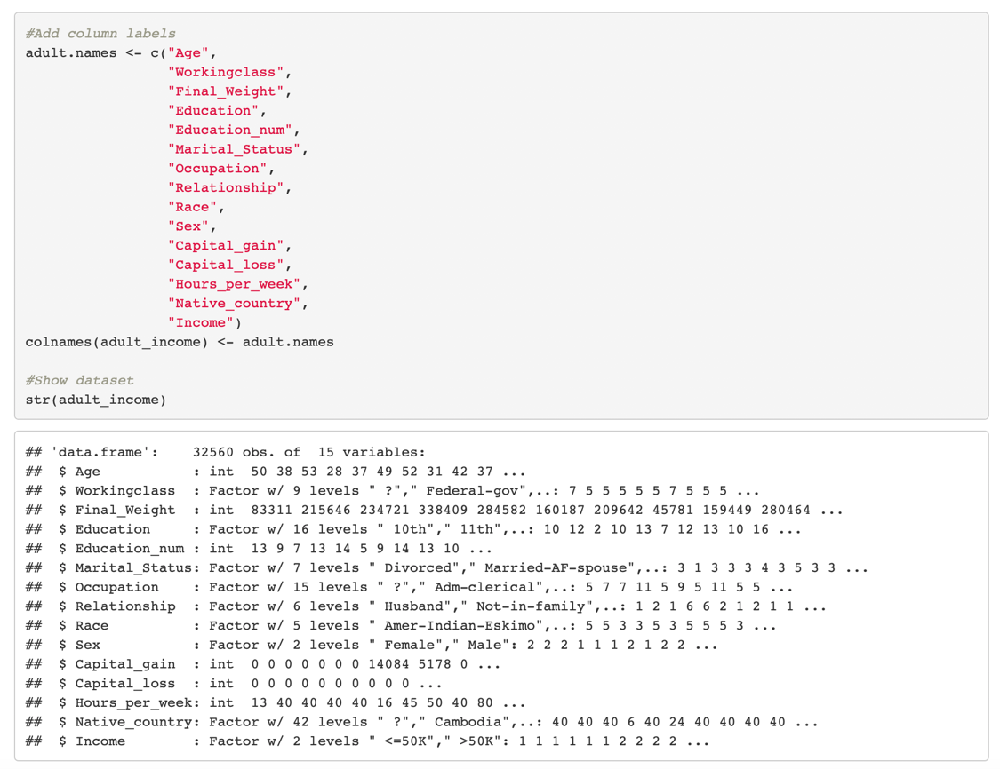 #Add column labels
adult.names <- c("Age",
                 "Workingclass",
                 "Final_Weight",
                 "Education",
                 "Education_num",
                 "Marital_Status",
                 "Occupation",
                 "Relationship",
                 "Race",
                 "Sex",
                 "Capital_gain",
                 "Capital_loss",
                 "Hours_per_week",
                 "Native_country",
                 "Income")
colnames(adult_income) <- adult.names

#Show dataset
str(adult_income)

## 'data.frame':    32560 obs. of  15 variables:
##  $ Age           : int  50 38 53 28 37 49 52 31 42 37 ...
##  $ Workingclass  : Factor w/ 9 levels " ?"," Federal-gov",..: 7 5 5 5 5 5 7 5 5 5 ...
##  $ Final_Weight  : int  83311 215646 234721 338409 284582 160187 209642 45781 159449 280464 ...
##  $ Education     : Factor w/ 16 levels " 10th"," 11th",..: 10 12 2 10 13 7 12 13 10 16 ...
##  $ Education_num : int  13 9 7 13 14 5 9 14 13 10 ...
##  $ Marital_Status: Factor w/ 7 levels " Divorced"," Married-AF-spouse",..: 3 1 3 3 3 4 3 5 3 3 ...
##  $ Occupation    : Factor w/ 15 levels " ?"," Adm-clerical",..: 5 7 7 11 5 9 5 11 5 5 ...
##  $ Relationship  : Factor w/ 6 levels " Husband"," Not-in-family",..: 1 2 1 6 6 2 1 2 1 1 ...
##  $ Race          : Factor w/ 5 levels " Amer-Indian-Eskimo",..: 5 5 3 3 5 3 5 5 5 3 ...
##  $ Sex           : Factor w/ 2 levels " Female"," Male": 2 2 2 1 1 1 2 1 2 2 ...
##  $ Capital_gain  : int  0 0 0 0 0 0 0 14084 5178 0 ...
##  $ Capital_loss  : int  0 0 0 0 0 0 0 0 0 0 ...
##  $ Hours_per_week: int  13 40 40 40 40 16 45 50 40 80 ...
##  $ Native_country: Factor w/ 42 levels " ?"," Cambodia",..: 40 40 40 6 40 24 40 40 40 40 ...
##  $ Income        : Factor w/ 2 levels " <=50K"," >50K": 1 1 1 1 1 1 2 2 2 2 ...